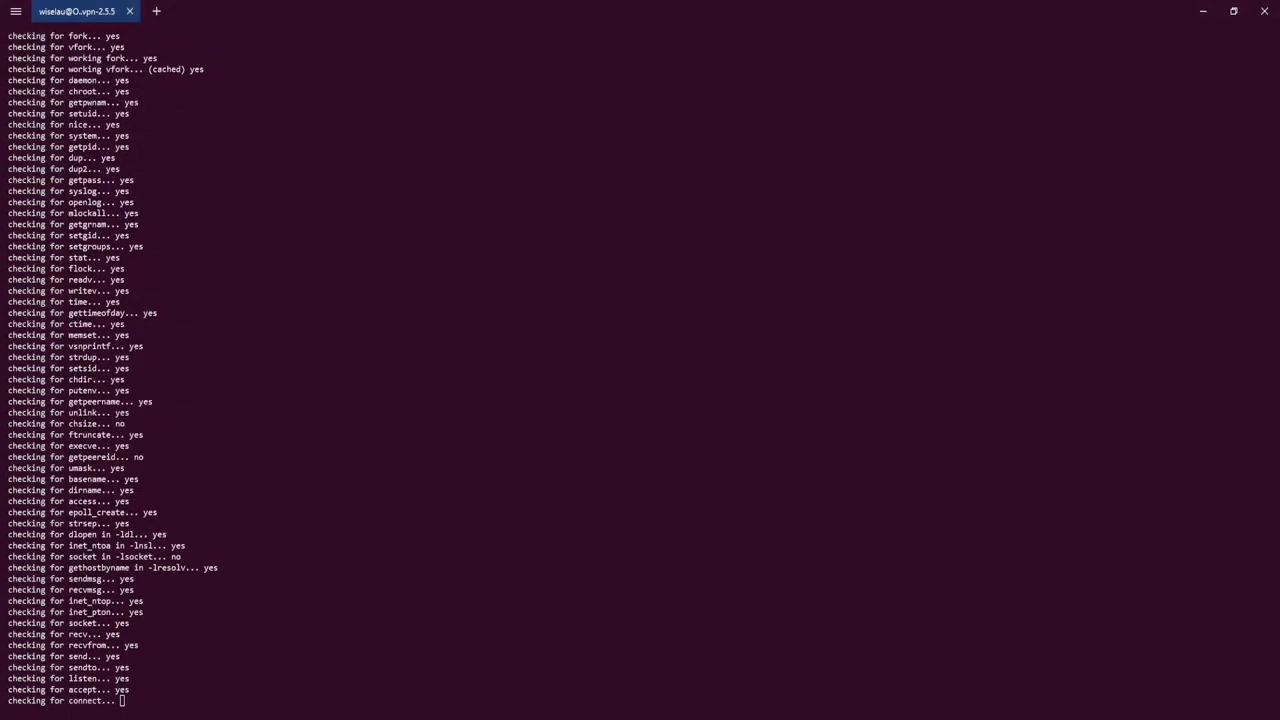 wiselau@O..vpn-2.5.5
checking for fork... yes
checking for vfork... yes
checking for working fork... yes
checking for working vfork... (cached) yes
checking for daemon... yes
checking for chroot... yes
checking for getpwnam... yes
checking for setuid... yes
checking for nice... yes
checking for system... yes
checking for getpid... yes
checking for dup... yes
checking for dup2... yes
checking for getpass... yes
checking for syslog... yes
checking for openlog... yes
checking for mlockall... yes
checking for getgrnam... yes
checking for setgid... yes
checking for setgroups... yes
checking for stat... yes
checking for flock... yes
checking for readv... yes
checking for writev... yes
checking for time... yes
checking for gettimeofday... yes
checking for ctime... yes
checking for memset... yes
checking for vsnprintf... yes
checking for strdup... yes
checking for setsid... yes
checking for chdir... yes
checking for putenv... yes
checking for getpeername... yes
checking for unlink... yes
checking for chsize... no
checking for ftruncate... yes
checking for execve... yes
checking for getpeereid... no
checking for umask... yes
checking for basename... yes
checking for dirname... yes
checking for access... yes
checking for epoll_create... yes
checking for strsep... yes
checking for dlopen in -ldl... yes
checking for inet_ntoa in -lnsl... yes
checking for socket in -lsocket... no
checking for gethostbyname in -lresolv... yes
checking for sendmsg... yes
checking for recvmsg... yes
checking for inet_ntop... yes
checking for inet_pton... yes
checking for socket... yes
checking for recv... yes
checking for recvfrom... yes
checking for send... yes
checking for sendto... yes
checking for listen... yes
checking for accept... yes
checking for connect...